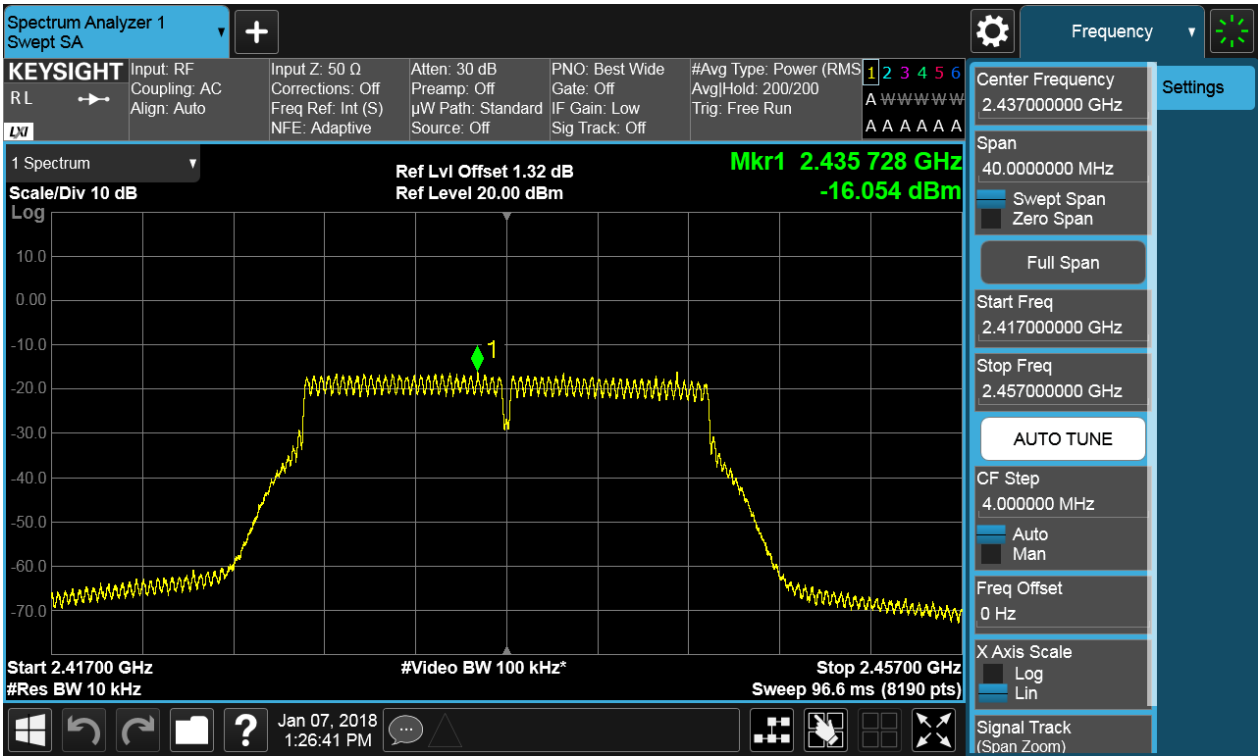 Spectrum Analyzer 1
Swept SA
+
Frequency
KEYSIGHT
R L
LXI
Input: RF
Coupling: AC
Align: Auto
Input Z: 50 Ω
Corrections: Off
Freq Ref: Int (S)
NFE: Adaptive
Atten: 30 dB
Preamp: Off
µW Path: Standard
Source: Off
PNO: Best Wide
Gate: Off
IF Gain: Low
Sig Track: Off
#Avg Type: Power (RMS
Avg|Hold: 200/200
Trig: Free Run
1 2 3 4 5 6
A W W W W W
A A A A A A
1 Spectrum
Scale/Div 10 dB
Log
Ref Lvl Offset 1.32 dB
Ref Level 20.00 dBm
Mkr1 2.435 728 GHz
-16.054 dBm
10.0
0.00
-10.0
-20.0
-30.0
-40.0
-50.0
-60.0
-70.0
1
Start 2.41700 GHz
#Res BW 10 kHz
#Video BW 100 kHz*
Stop 2.45700 GHz
Sweep 96.6 ms (8190 pts)
Center Frequency
2.437000000 GHz
Span
40.0000000 MHz
Swept Span
Zero Span
Full Span
Start Freq
2.417000000 GHz
Stop Freq
2.457000000 GHz
AUTO TUNE
CF Step
4.000000 MHz
Auto
Man
Freq Offset
0 Hz
X Axis Scale
Log
Lin
Signal Track
(Span Zoom)
Settings
?
Jan 07, 2018
1:26:41 PM